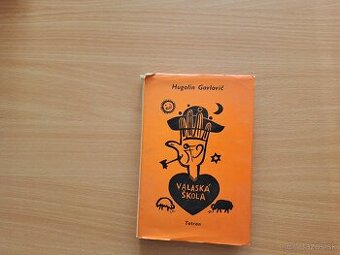 Hugolín Gavlovič
VALASKÁ
ŠKOLA
Tatran